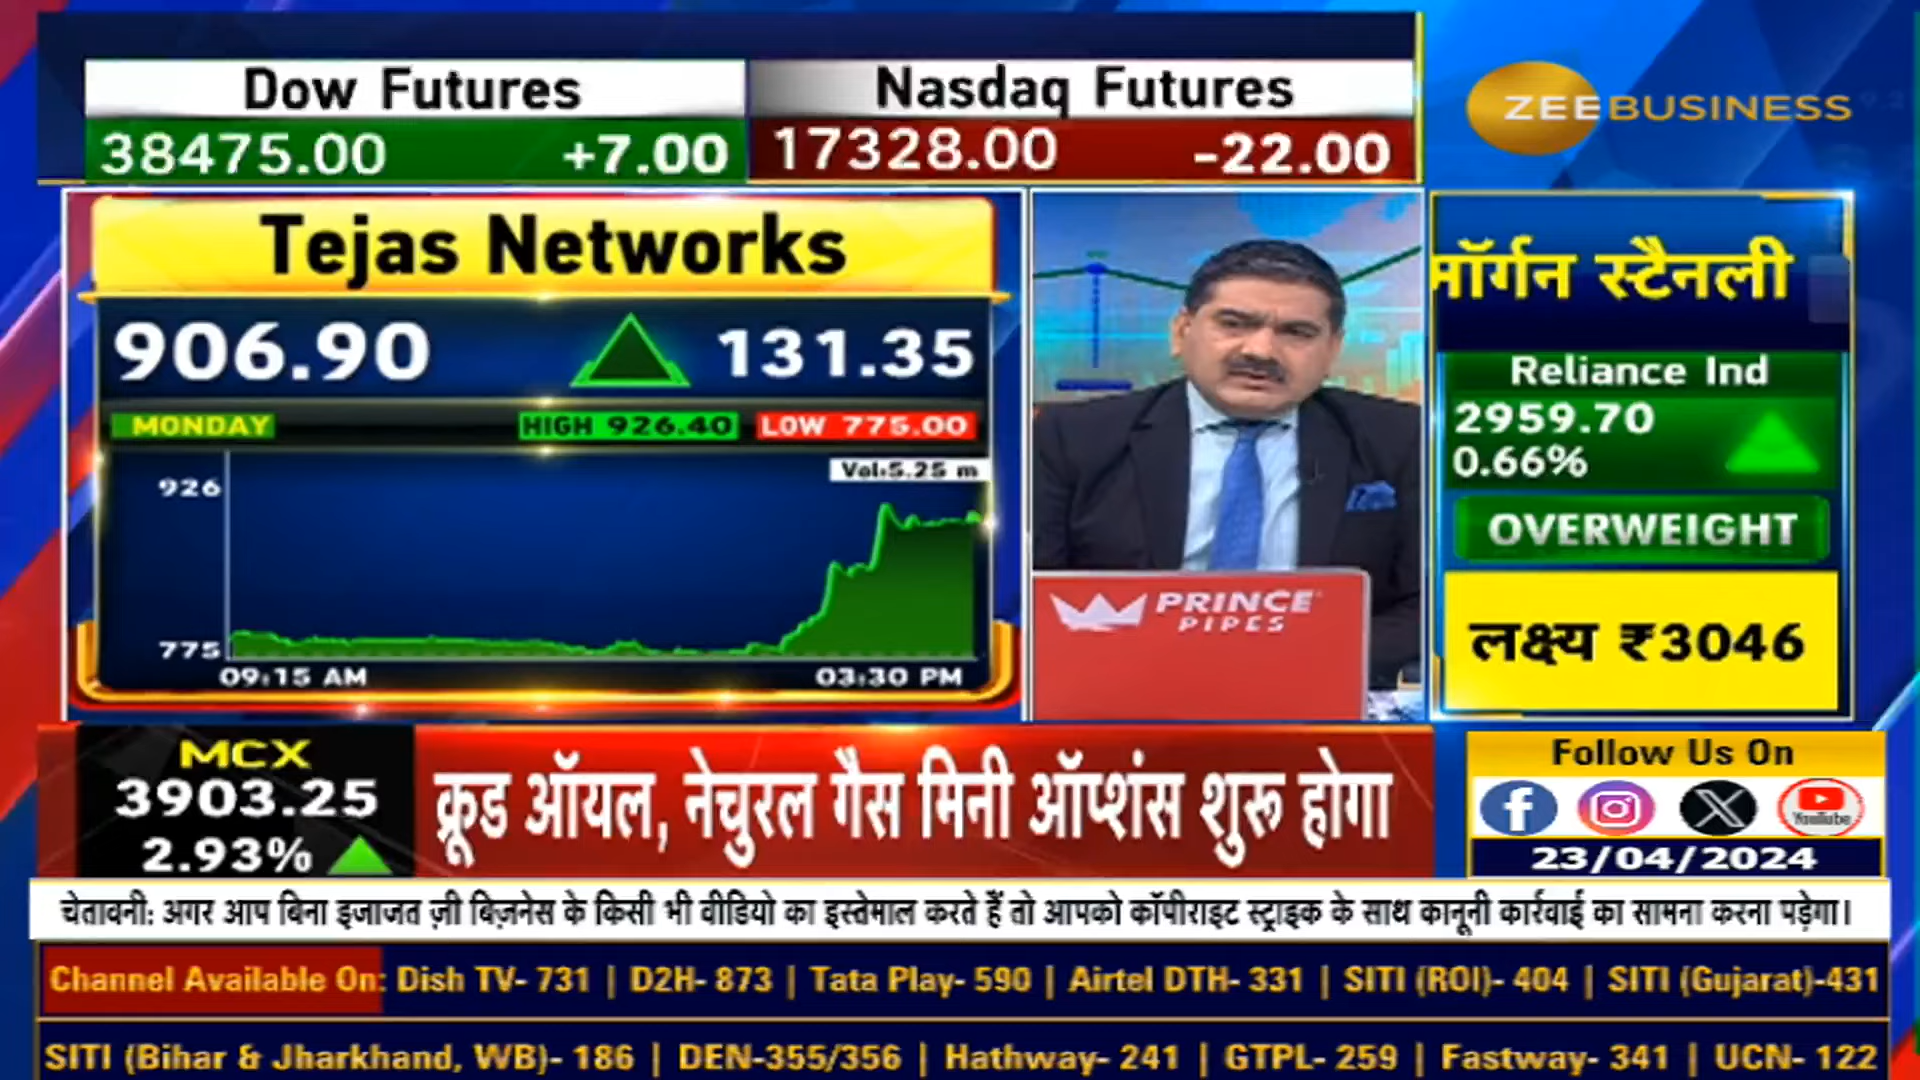 Dow Futures
38475.00 +7.00
Nasdaq Futures
17328.00 -22.00
ZEEBUSINESS
Tejas Networks
906.90 131.35
MONDAY HIGH 926.40 LOW 775.00
Vol:5.25 m
926
775
09:15 AM 03:30 PM
PRINCE
PIPES
मॉर्गन स्टैनली
Reliance Ind
2959.70
0.66%
OVERWEIGHT
लक्ष्य ₹3046
MCX
3903.25
2.93%
क्रूड ऑयल, नेचुरल गैस मिनी ऑप्शंस शुरू होगा
Follow Us On
YouTube
23/04/2024
चेतावनी: अगर आप बिना इजाजत ज़ी बिज़नेस के किसी भी वीडियो का इस्तेमाल करते हैं तो आपको कॉपीराइट स्ट्राइक के साथ कानूनी कार्रवाई का सामना करना पड़ेगा।
Channel Available On: Dish TV- 731 | D2H- 873 | Tata Play- 590 | Airtel DTH- 331 | SITI (ROI)- 404 | SITI (Gujarat)-431
SITI (Bihar & Jharkhand, WB)- 186 | DEN-355/356 | Hathway- 241 | GTPL- 259 | Fastway- 341 | UCN- 122